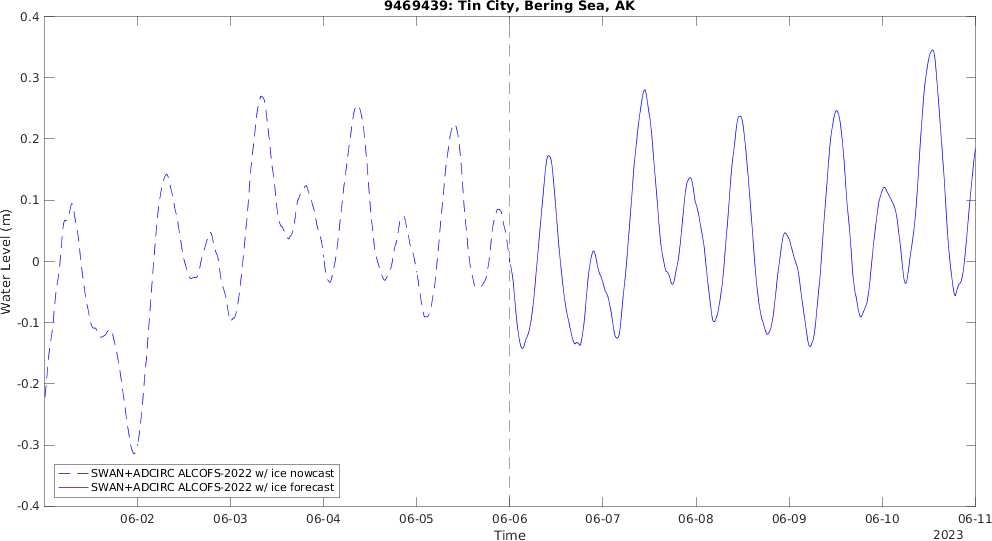 9469439: Tin City, Bering Sea, AK
0.4
0.3
0.2
0.1
0
-0.1
-0.2
-0.3
-0.4
Water Level (m)
SWAN+ADCIRC ALCOFS-2022 w/ ice nowcast
SWAN+ADCIRC ALCOFS-2022 w/ ice forecast
06-02 06-03 06-04 06-05 06-06 06-07 06-08 06-09 06-10 06-11
Time
2023